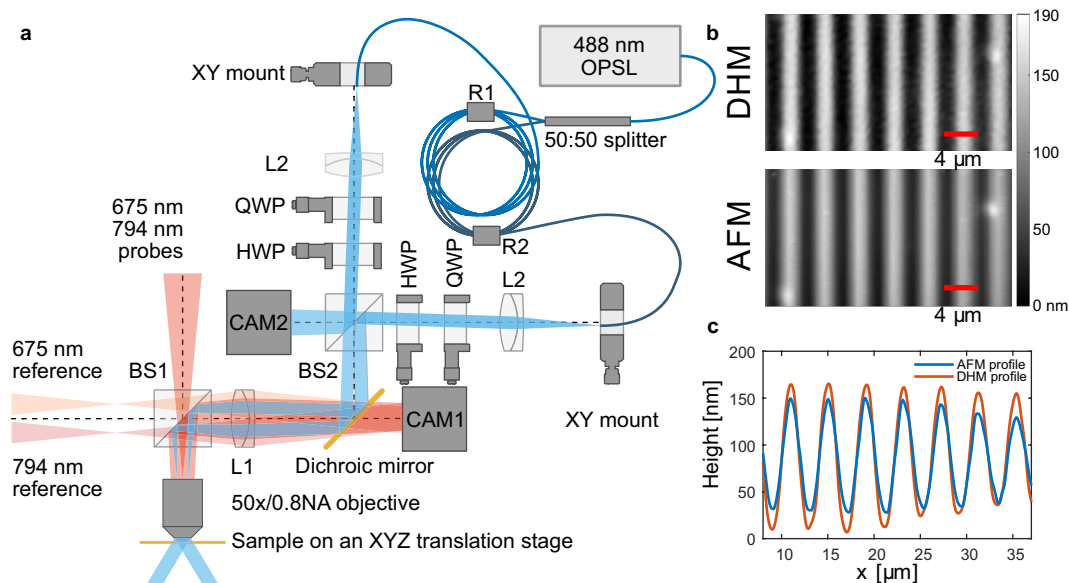 a
XY mount
488 nm
OPSL
R1
50:50 splitter
L2
QWP
HWP
R2
675 nm
794 nm
probes
HWP
QWP
L2
CAM2
BS2
XY mount
675 nm
reference
BS1
CAM1
794 nm
reference
L1
Dichroic mirror
50x/0.8NA objective
Sample on an XYZ translation stage
b
DHM
4 µm
AFM
4 µm
190
150
100
50
0 nm
c
200
150
100
50
0
Height [nm]
AFM profile
DHM profile
10 15 20 25 30 35
x [µm]